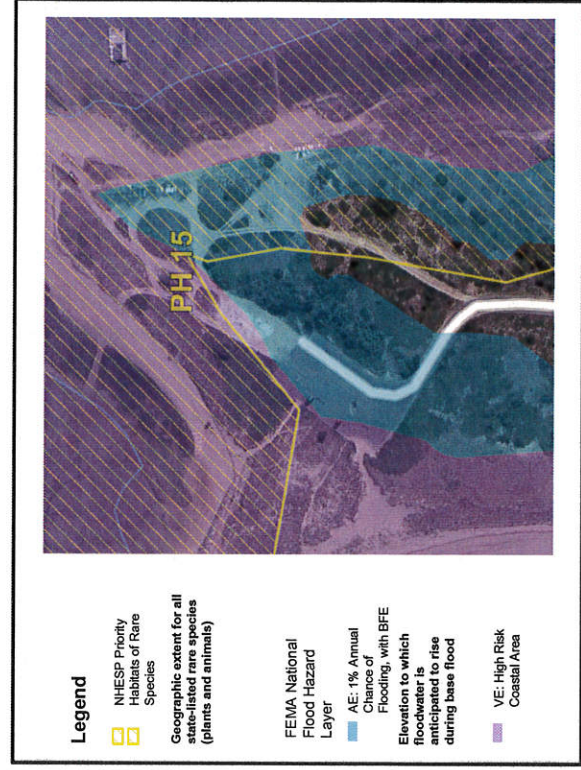 Legend
NHESP Priority
Habitats of Rare
Species
Geographic extent for all
state-listed rare species
(plants and animals)
FEMA National
Flood Hazard
Layer
AE: 1% Annual
Chance of
Flooding, with BFE
Elevation to which
floodwater is
anticipated to rise
during base flood
VE: High Risk
Coastal Area
PH 15